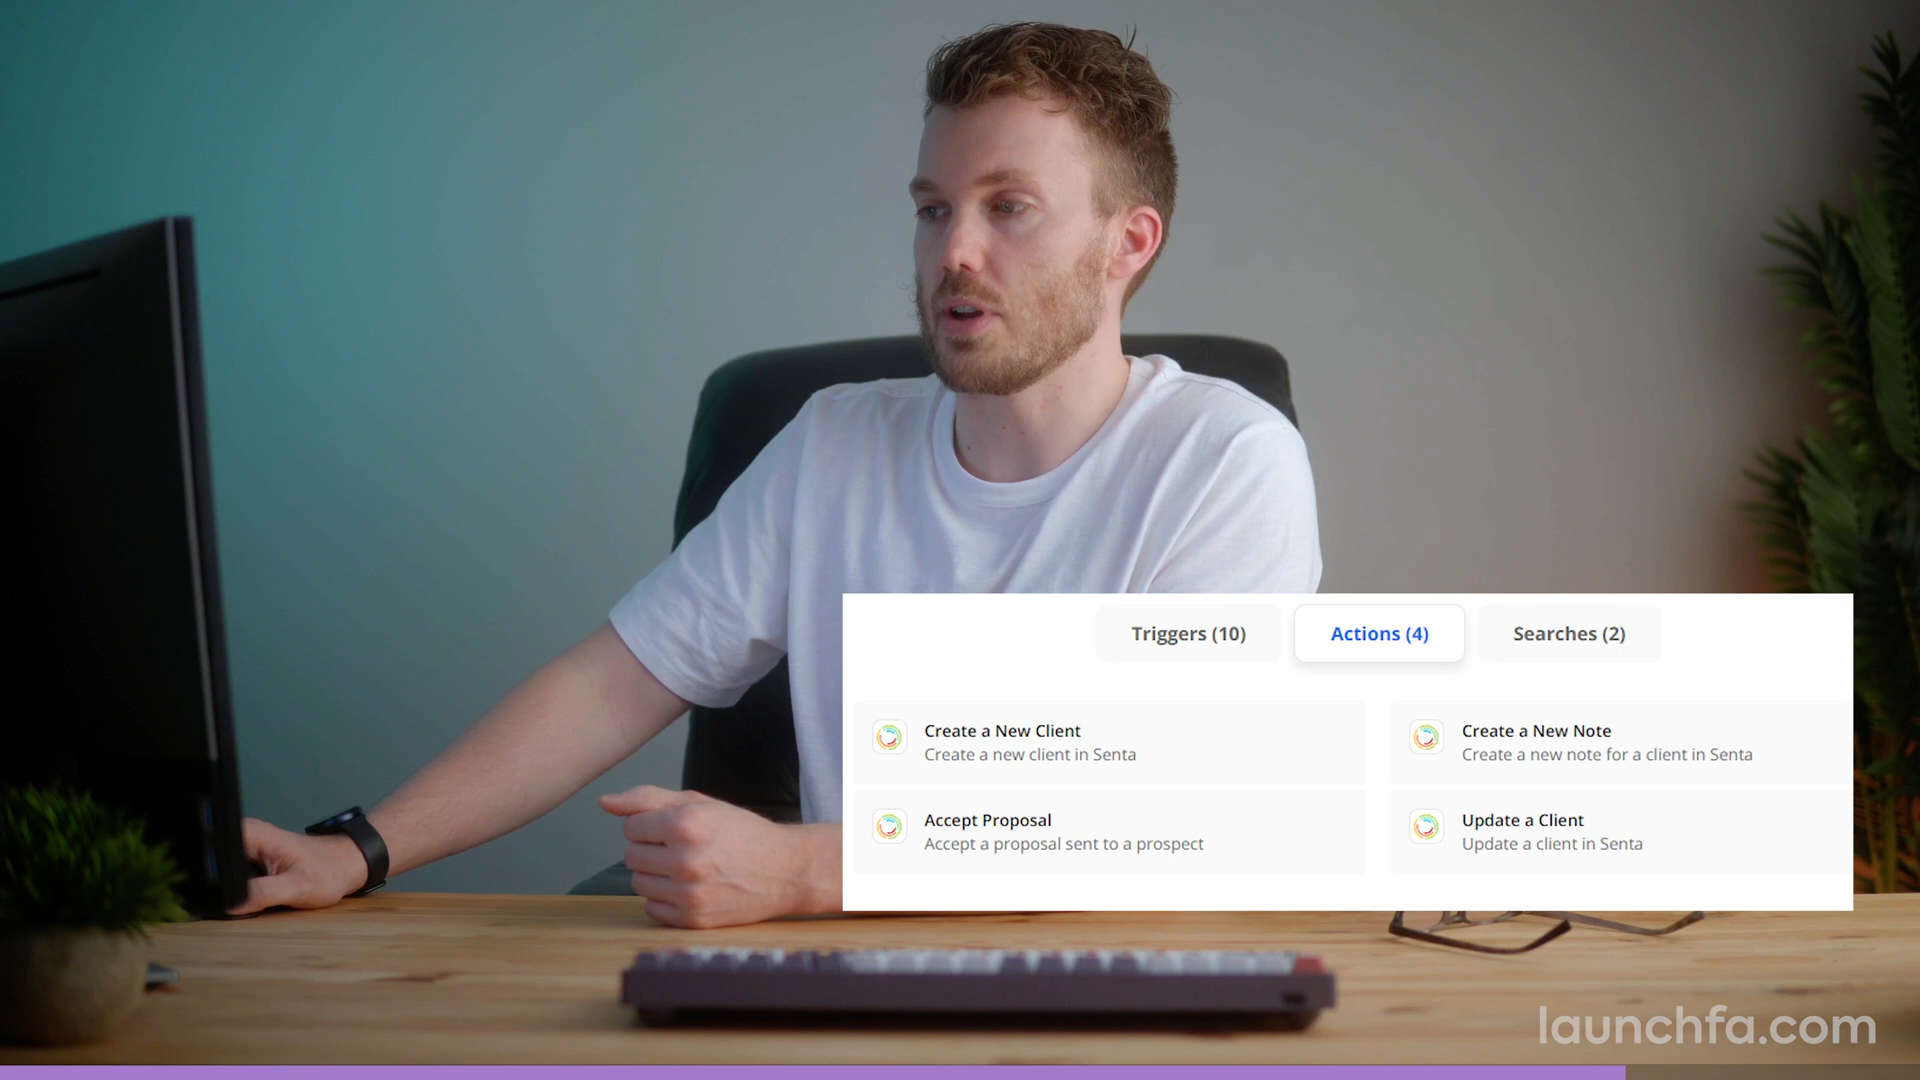 Triggers (10)
Actions (4)
Searches (2)
Create a New Client
Create a new client in Senta
Create a New Note
Create a new note for a client in Senta
Accept Proposal
Accept a proposal sent to a prospect
Update a Client
Update a client in Senta
launchfa.com